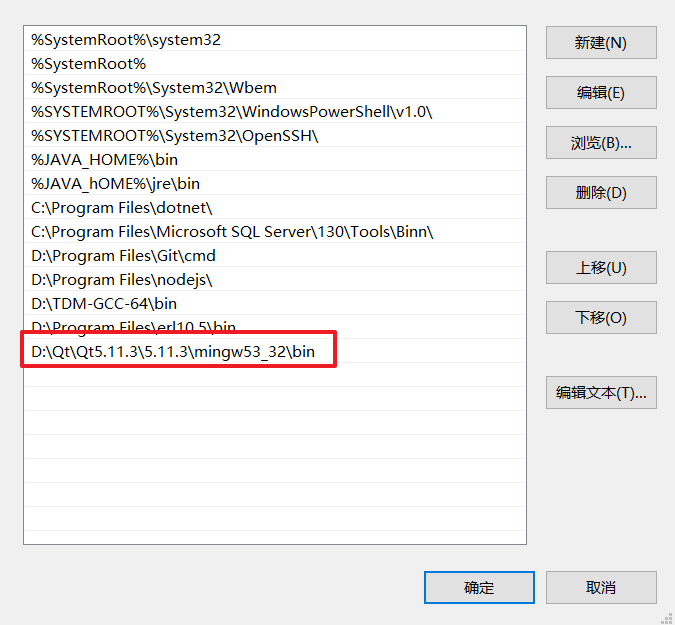 %SystemRoot%\system32
%SystemRoot%
%SystemRoot%\System32\Wbem
%SYSTEMROOT%\System32\WindowsPowerShell\v1.0\
%SYSTEMROOT%\System32\OpenSSH\
%JAVA_HOME%\bin
%JAVA_hOME%\jre\bin
C:\Program Files\dotnet\
C:\Program Files\Microsoft SQL Server\130\Tools\Binn\
D:\Program Files\Git\cmd
D:\Program Files\nodejs\
D:\TDM-GCC-64\bin
D:\Program Files\erl10.5\bin
D:\Qt\Qt5.11.3\5.11.3\mingw53_32\bin
新建(N)
编辑(E)
浏览(B)...
删除(D)
上移(U)
下移(O)
编辑文本(T)...
确定
取消